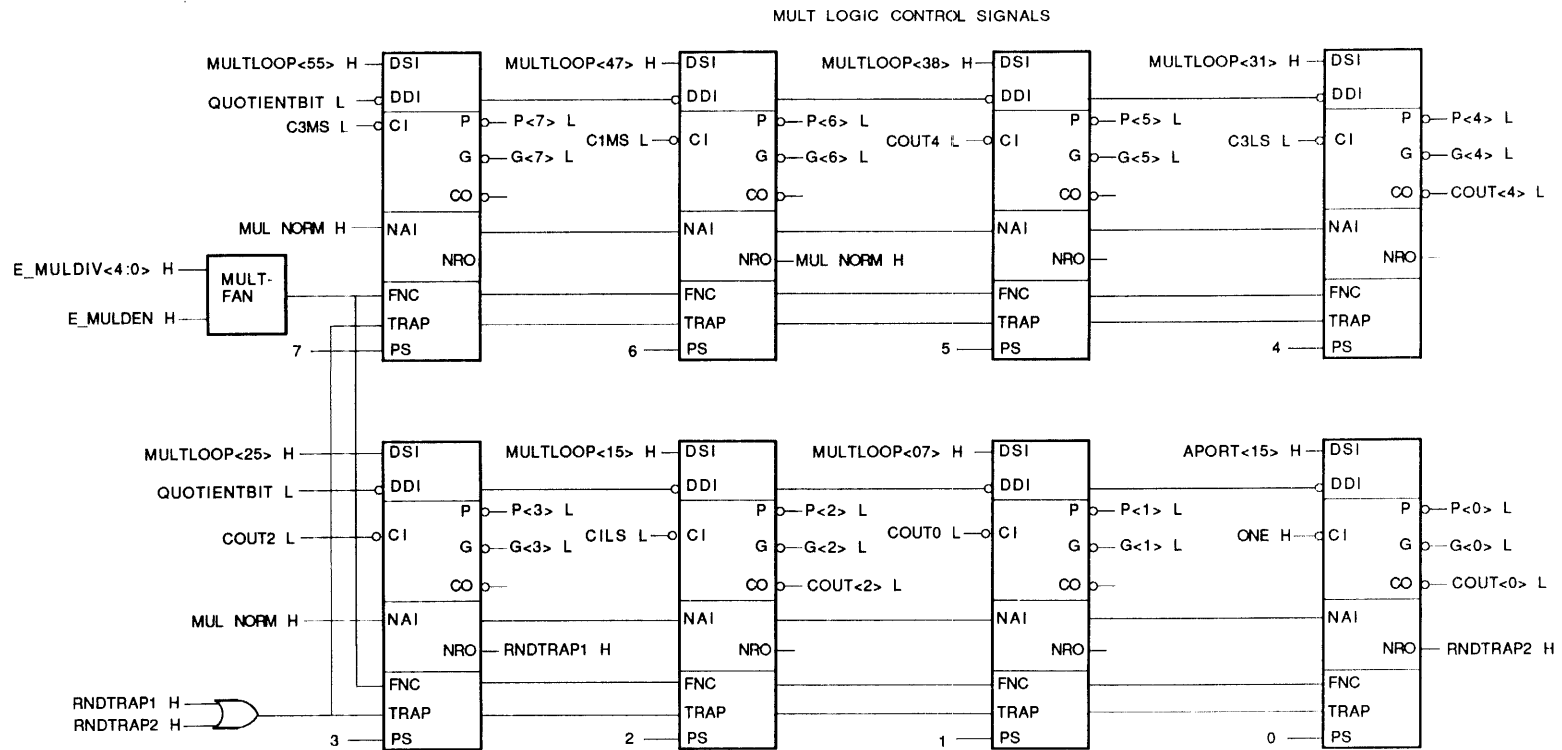 MULT LOGIC CONTROL SIGNALS
MULTLOOP<55> H
DSI
MULTLOOP<47> H
DSI
MULTLOOP<38> H
DSI
MULTLOOP<31> H
DSI
QUOTIENTBIT L
DDI
DDI
DDI
DDI
C3MS L
CI
P
P<7> L
C1MS L
CI
P
P<6> L
COUT4 L
CI
P
P<5> L
C3LS L
CI
P
P<4> L
G
G<7> L
G
G<6> L
G
G<5> L
G
G<4> L
CO
CO
CO
CO
COUT<4> L
MUL NORM H
NAI
NAI
NAI
NAI
NRO
NRO
MUL NORM H
NRO
NRO
E_MULDIV<4:0> H
MULT-
FAN
E_MULDEN H
FNC
FNC
FNC
FNC
TRAP
TRAP
TRAP
TRAP
7
PS
6
PS
5
PS
4
PS
MULTLOOP<25> H
DSI
MULTLOOP<15> H
DSI
MULTLOOP<07> H
DSI
APORT<15> H
DSI
QUOTIENTBIT L
DDI
DDI
DDI
DDI
COUT2 L
CI
P
P<3> L
CILS L
CI
P
P<2> L
COUT0 L
CI
P
P<1> L
ONE H
CI
P
P<0> L
G
G<3> L
G
G<2> L
G
G<1> L
G
G<0> L
CO
CO
COUT<2> L
CO
CO
COUT<0> L
MUL NORM H
NAI
NAI
NAI
NAI
NRO
RNDTRAP1 H
NRO
NRO
NRO
RNDTRAP2 H
FNC
FNC
FNC
FNC
RNDTRAP1 H
RNDTRAP2 H
TRAP
TRAP
TRAP
TRAP
3
PS
2
PS
1
PS
0
PS